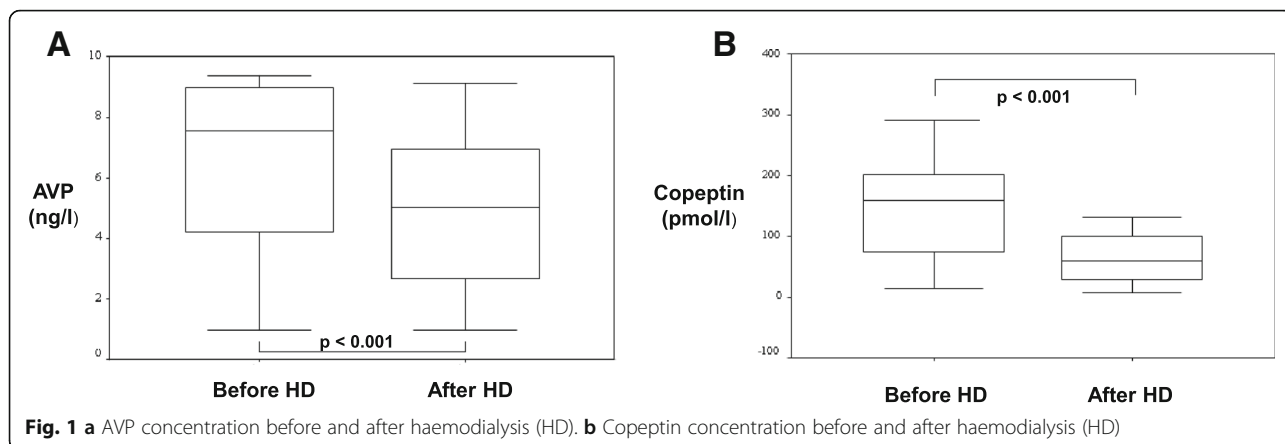 A
10
8
6
4
2
0
AVP
(ng/l)
p < 0.001
Before HD
After HD
B
400
300
200
100
0
-100
Copeptin
(pmol/l)
p < 0.001
Before HD
After HD
Fig. 1 a AVP concentration before and after haemodialysis (HD). b Copeptin concentration before and after haemodialysis (HD)